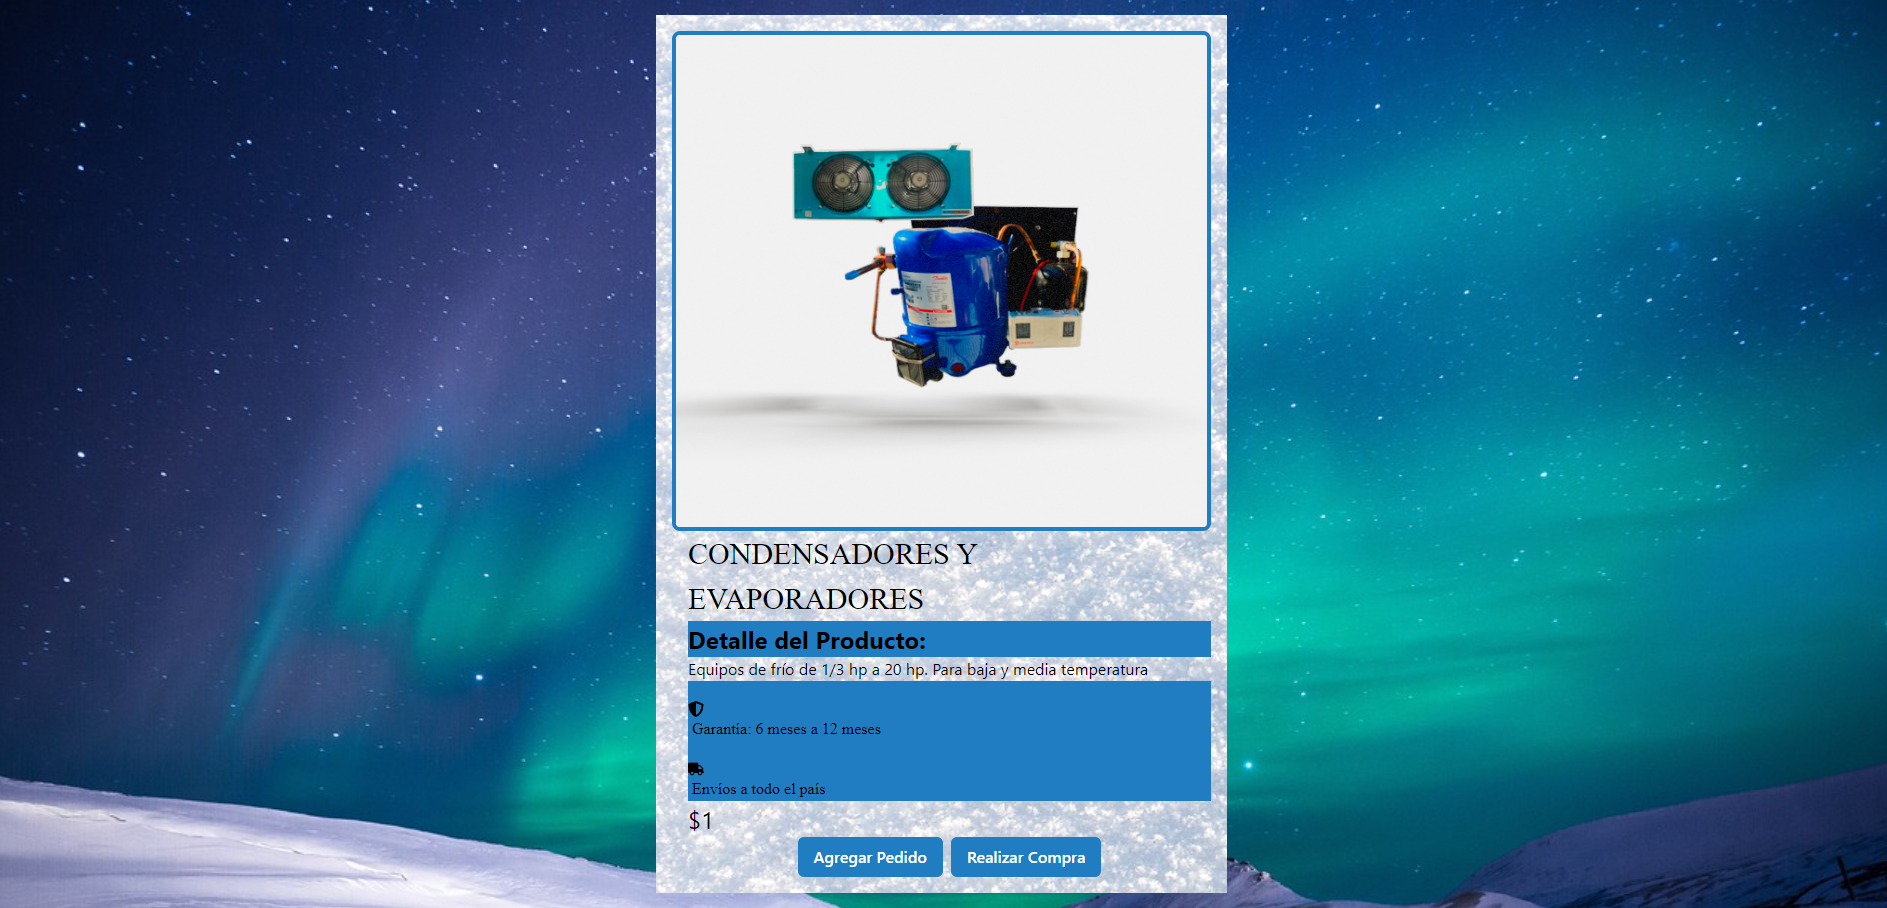 CONDENSADORES Y
EVAPORADORES
Detalle del Producto:
Equipos de frío de 1/3 hp a 20 hp. Para baja y media temperatura
Garantía: 6 meses a 12 meses
Envíos a todo el país
$1
Agregar Pedido
Realizar Compra